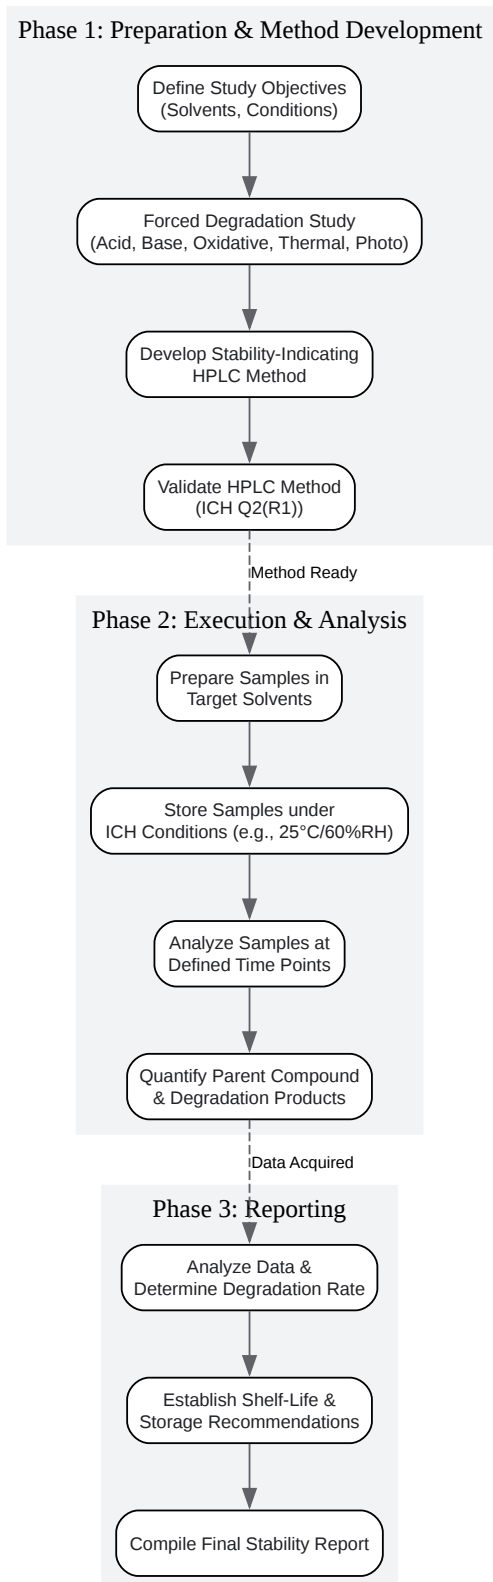 Phase 1: Preparation & Method Development
Define Study Objectives
(Solvents, Conditions)
Forced Degradation Study
(Acid, Base, Oxidative, Thermal, Photo)
Develop Stability-Indicating
HPLC Method
Validate HPLC Method
(ICH Q2(R1))
Method Ready
Phase 2: Execution & Analysis
Prepare Samples in
Target Solvents
Store Samples under
ICH Conditions (e.g., 25°C/60%RH)
Analyze Samples at
Defined Time Points
Quantify Parent Compound
& Degradation Products
Data Acquired
Phase 3: Reporting
Analyze Data &
Determine Degradation Rate
Establish Shelf-Life &
Storage Recommendations
Compile Final Stability Report